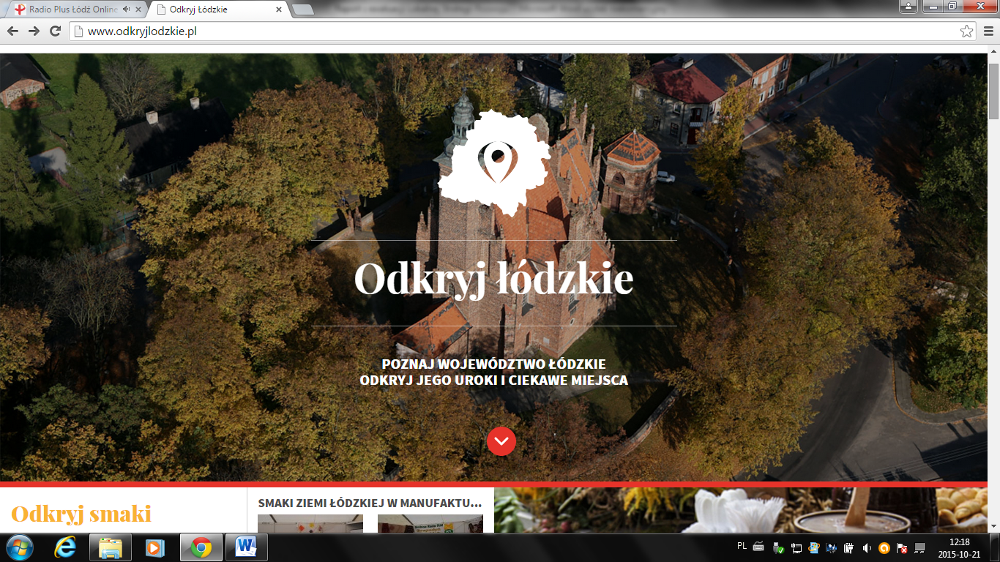 Radio Plus Łódź Online
Odkryj Łódzkie
www.odkryjlodzkie.pl
Odkryj łódzkie
POZNAJ WOJEWÓDZTWO ŁÓDZKIE
ODKRYJ JEGO UROKI I CIEKAWE MIEJSCA
Odkryj smaki
SMAKI ZIEMI ŁÓDZKIEJ W MANUFAKTU...
PL
12:18
2015-10-21